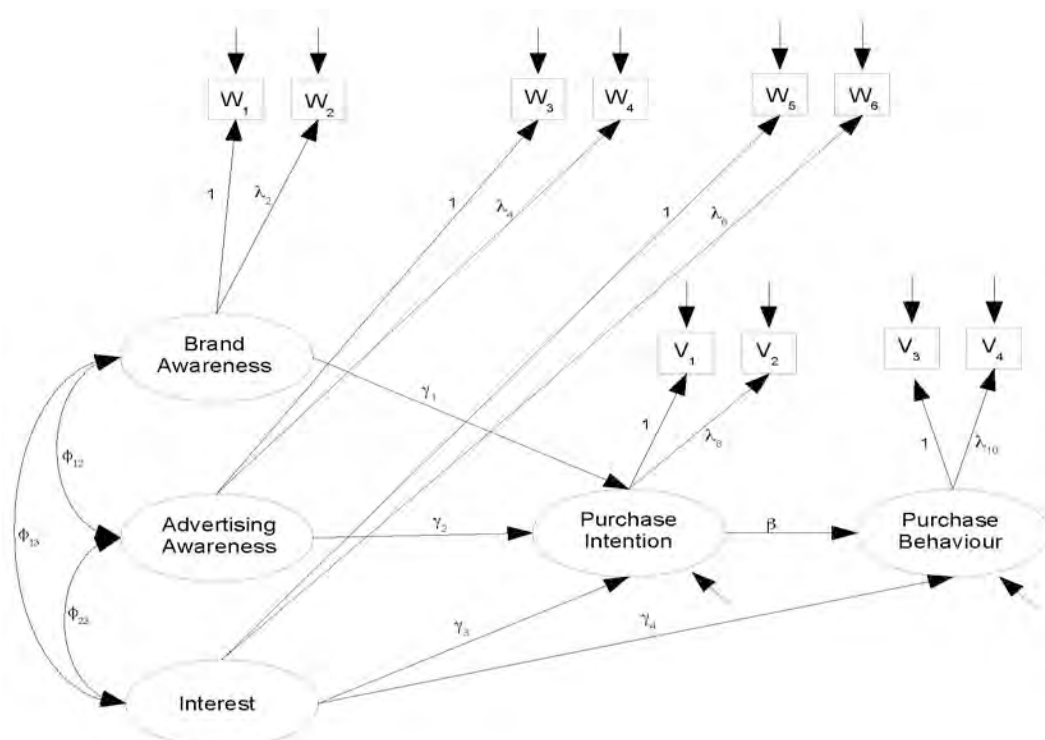 W₁ W₂ W₃ W₄ W₅ W₆
1 λ₂ 1 λ₄ 1 λ₆
Brand
Awareness
V₁ V₂ V₃ V₄
γ₁
1 λ₈ 1 λ₁₀
ϕ₁₂
Advertising
Awareness
γ₂
Purchase
Intention
β
Purchase
Behaviour
ϕ₁₃
ϕ₂₃
γ₃
γ₄
Interest